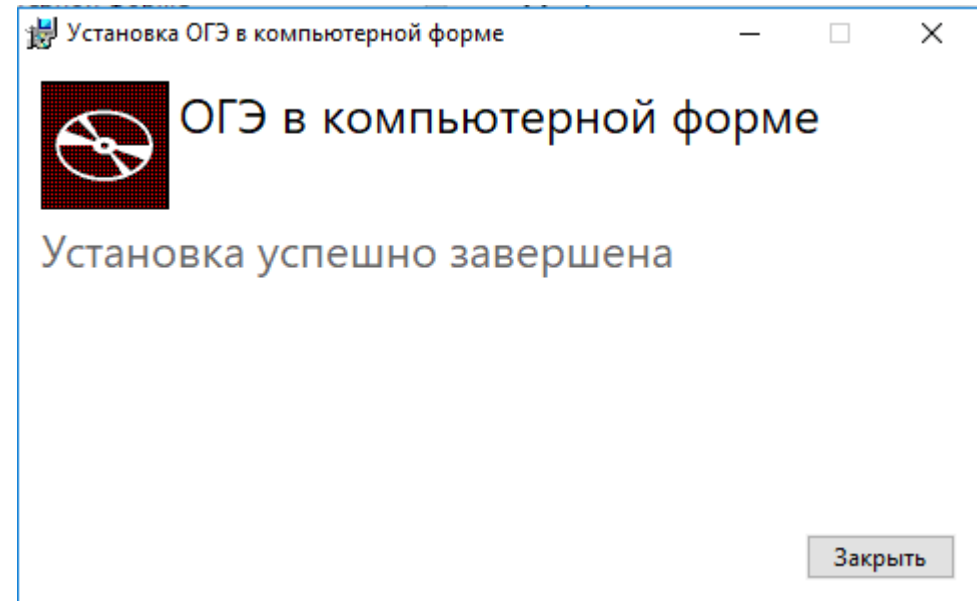 Установка ОГЭ в компьютерной форме
ОГЭ в компьютерной форме
Установка успешно завершена
Закрыть